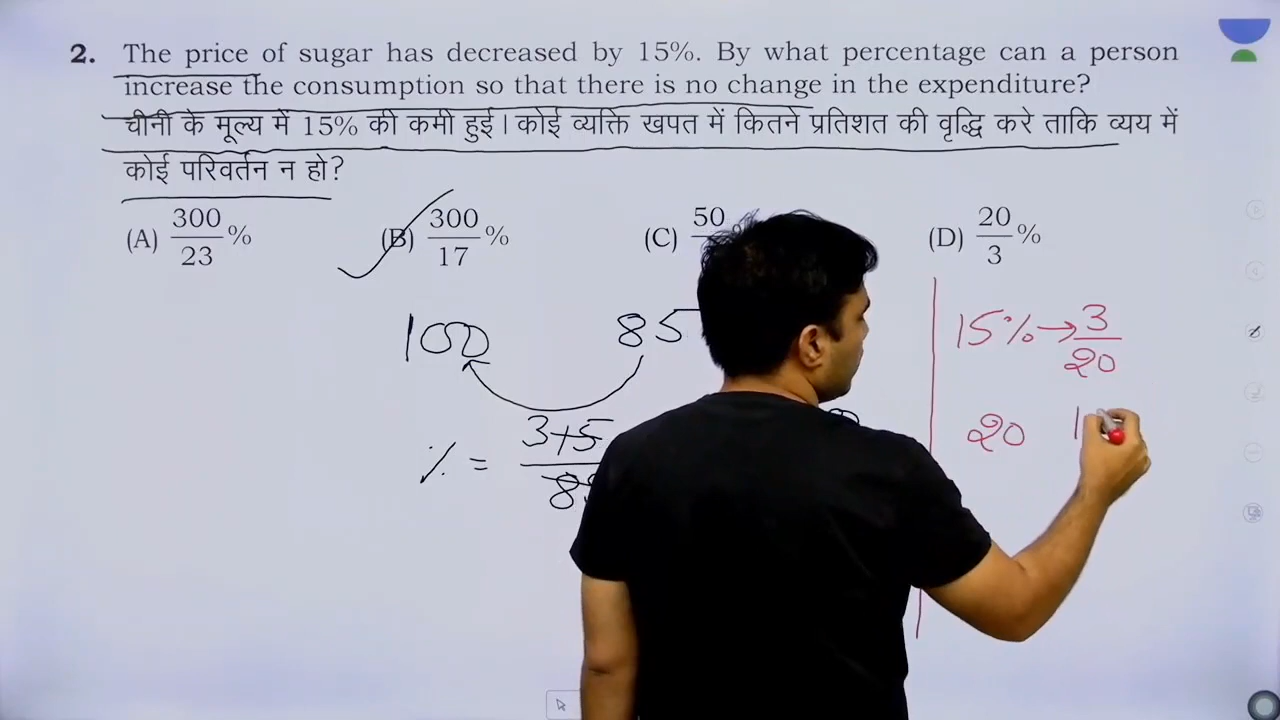 2. The price of sugar has decreased by 15%. By what percentage can a person
increase the consumption so that there is no change in the expenditure?
चीनी के मूल्य में 15% की कमी हुई। कोई व्यक्ति खपत में कितने प्रतिशत की वृद्धि करे ताकि व्यय में
कोई परिवर्तन न हो?
(A) 300/23 % (B) 300/17 % (C) 50 (D) 20/3 %
100 85 15% → 3/20
% = 3+5 20 1